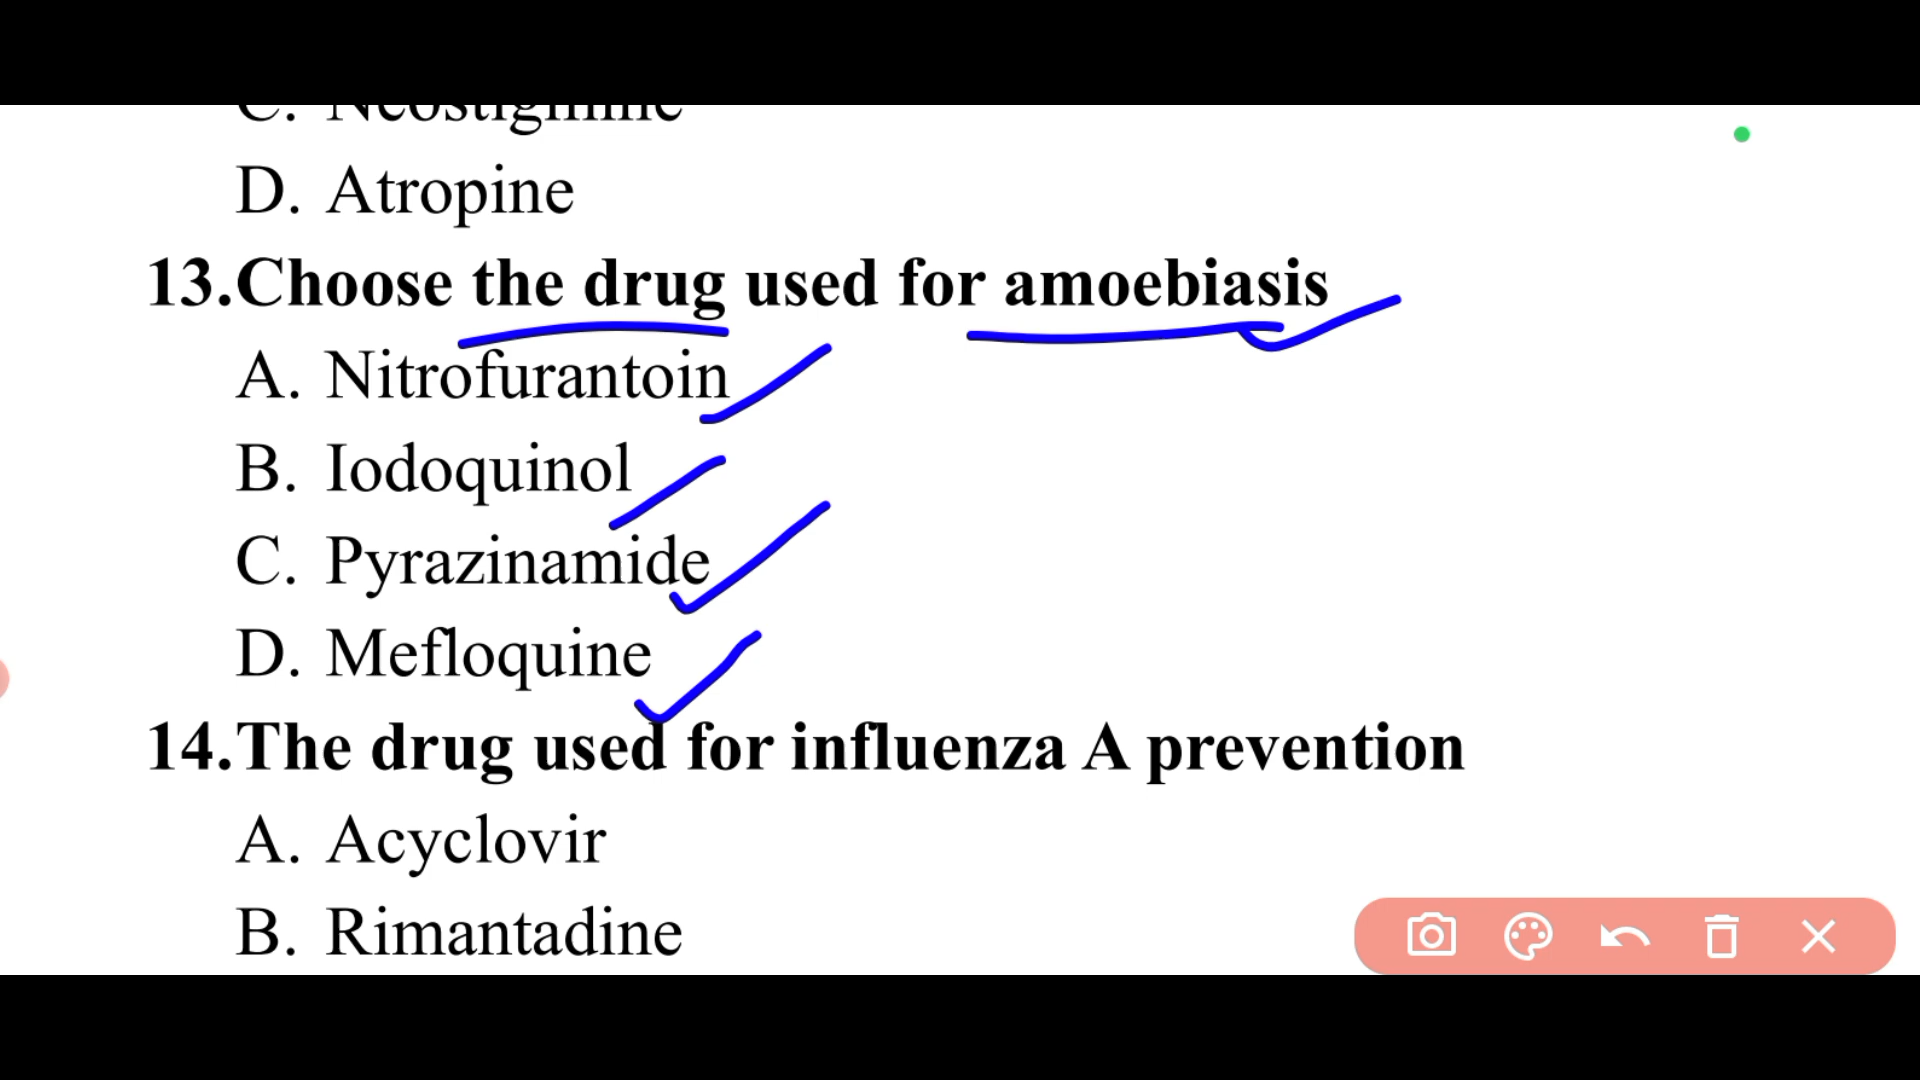 C. Neostigmine
D. Atropine
13.Choose the drug used for amoebiasis
A. Nitrofurantoin
B. Iodoquinol
C. Pyrazinamide
D. Mefloquine
14.The drug used for influenza A prevention
A. Acyclovir
B. Rimantadine